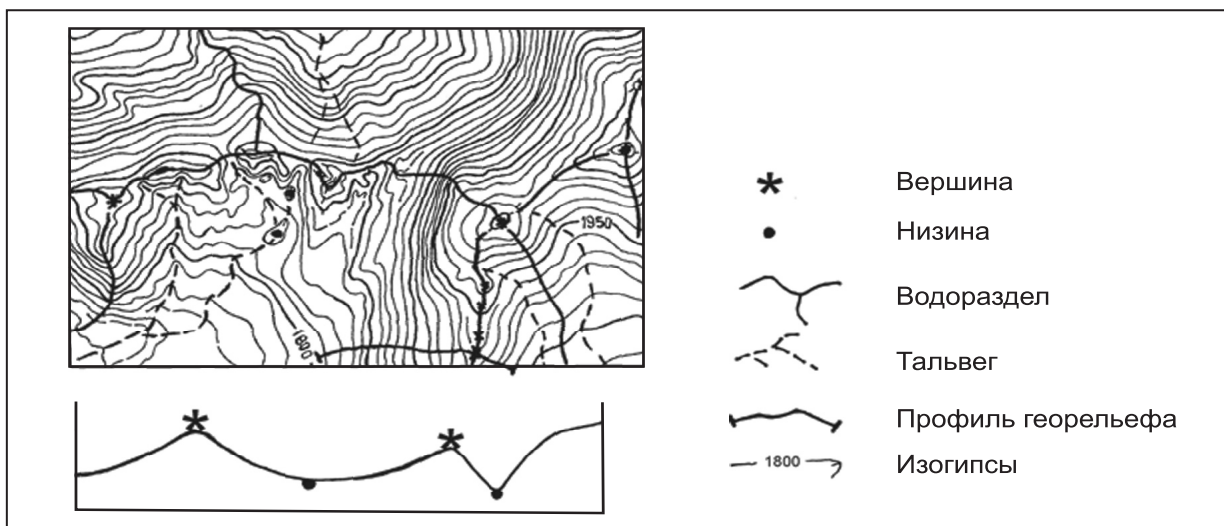 1950
1800
Вершина
Низина
Водораздел
Тальвег
Профиль георельефа
1800
Изогипсы